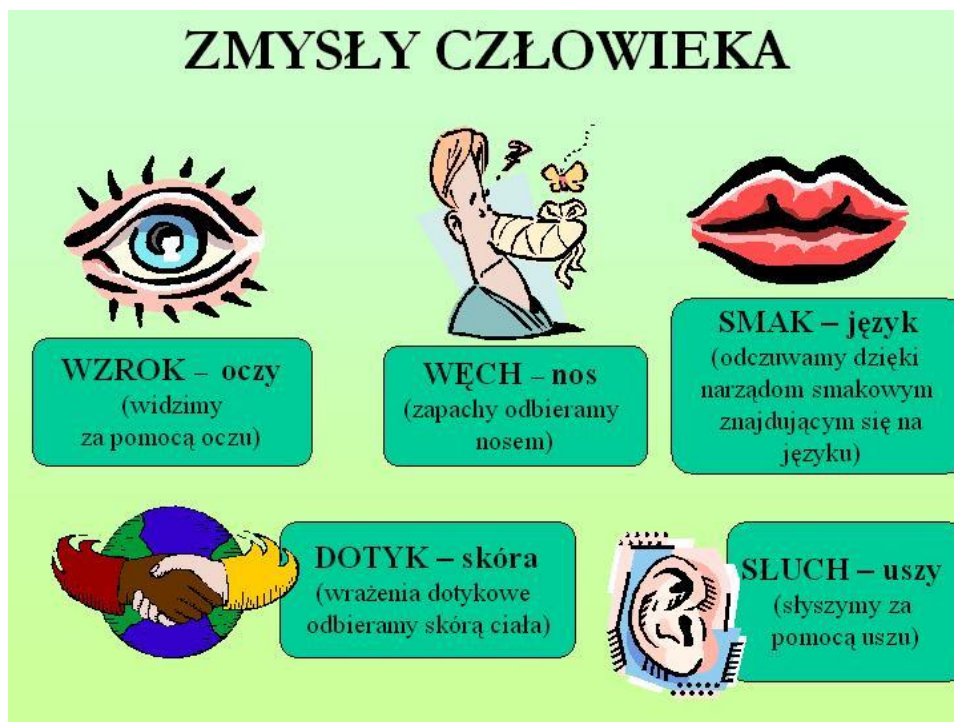 ZMYSŁY CZŁOWIEKA
WZROK – oczy
(widzimy
za pomocą oczu)
WĘCH – nos
(zapachy odbieramy
nosem)
SMAK – język
(odczuwamy dzięki
narządom smakowym
znajdującym się na
języku)
DOTYK – skóra
(wrażenia dotykowe
odbieramy skórą ciała)
SŁUCH – uszy
(słyszymy za
pomocą uszu)